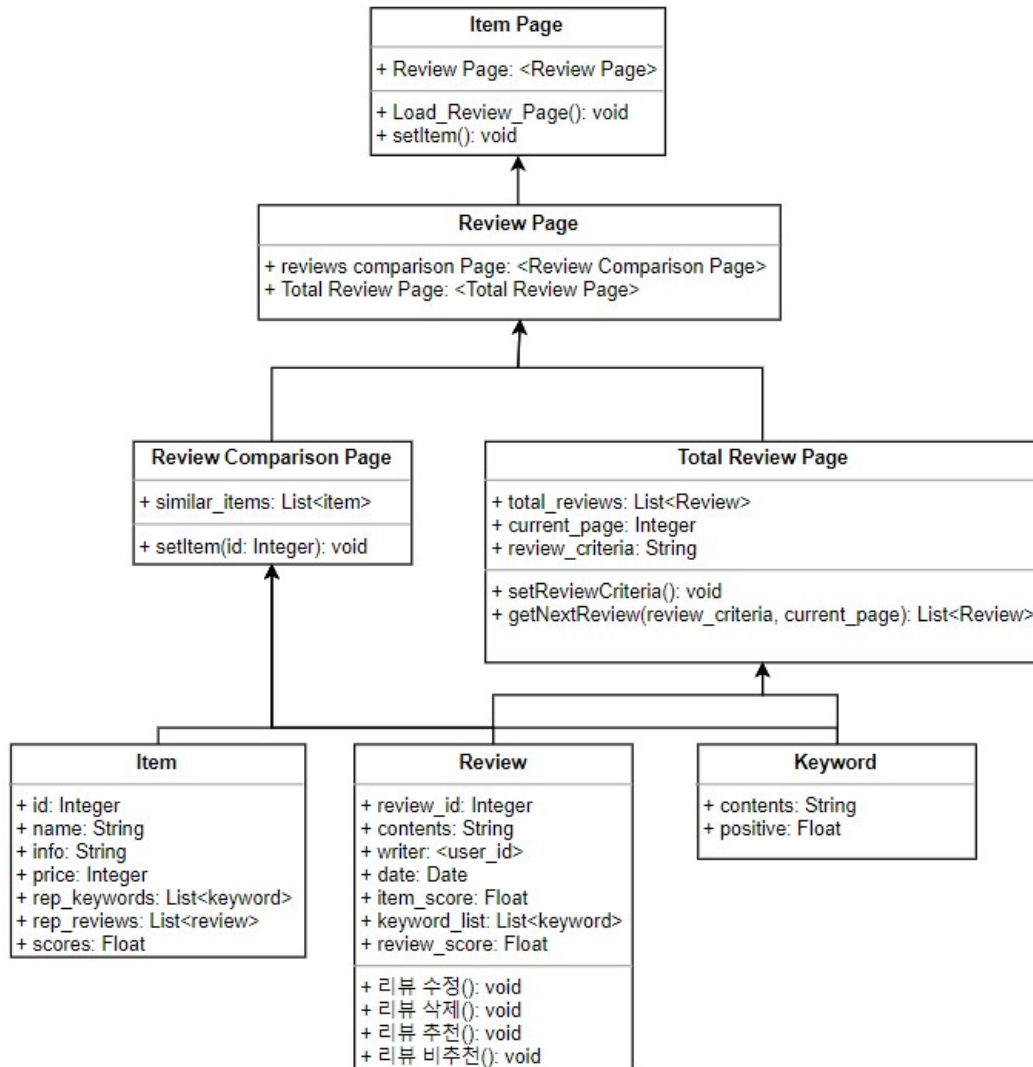 Item Page
+ Review Page: <Review Page>
+ Load_Review_Page(): void
+ setItem(): void
Review Page
+ reviews comparison Page: <Review Comparison Page>
+ Total Review Page: <Total Review Page>
Review Comparison Page
+ similar_items: List<item>
+ setItem(id: Integer): void
Total Review Page
+ total_reviews: List<Review>
+ current_page: Integer
+ review_criteria: String
+ setReviewCriteria(): void
+ getNextReview(review_criteria, current_page): List<Review>
Item
+ id: Integer
+ name: String
+ info: String
+ price: Integer
+ rep_keywords: List<keyword>
+ rep_reviews: List<review>
+ scores: Float
Review
+ review_id: Integer
+ contents: String
+ writer: <user_id>
+ date: Date
+ item_score: Float
+ keyword_list: List<keyword>
+ review_score: Float
+ 리뷰 수정(): void
+ 리뷰 삭제(): void
+ 리뷰 추천(): void
+ 리뷰 비추천(): void
Keyword
+ contents: String
+ positive: Float